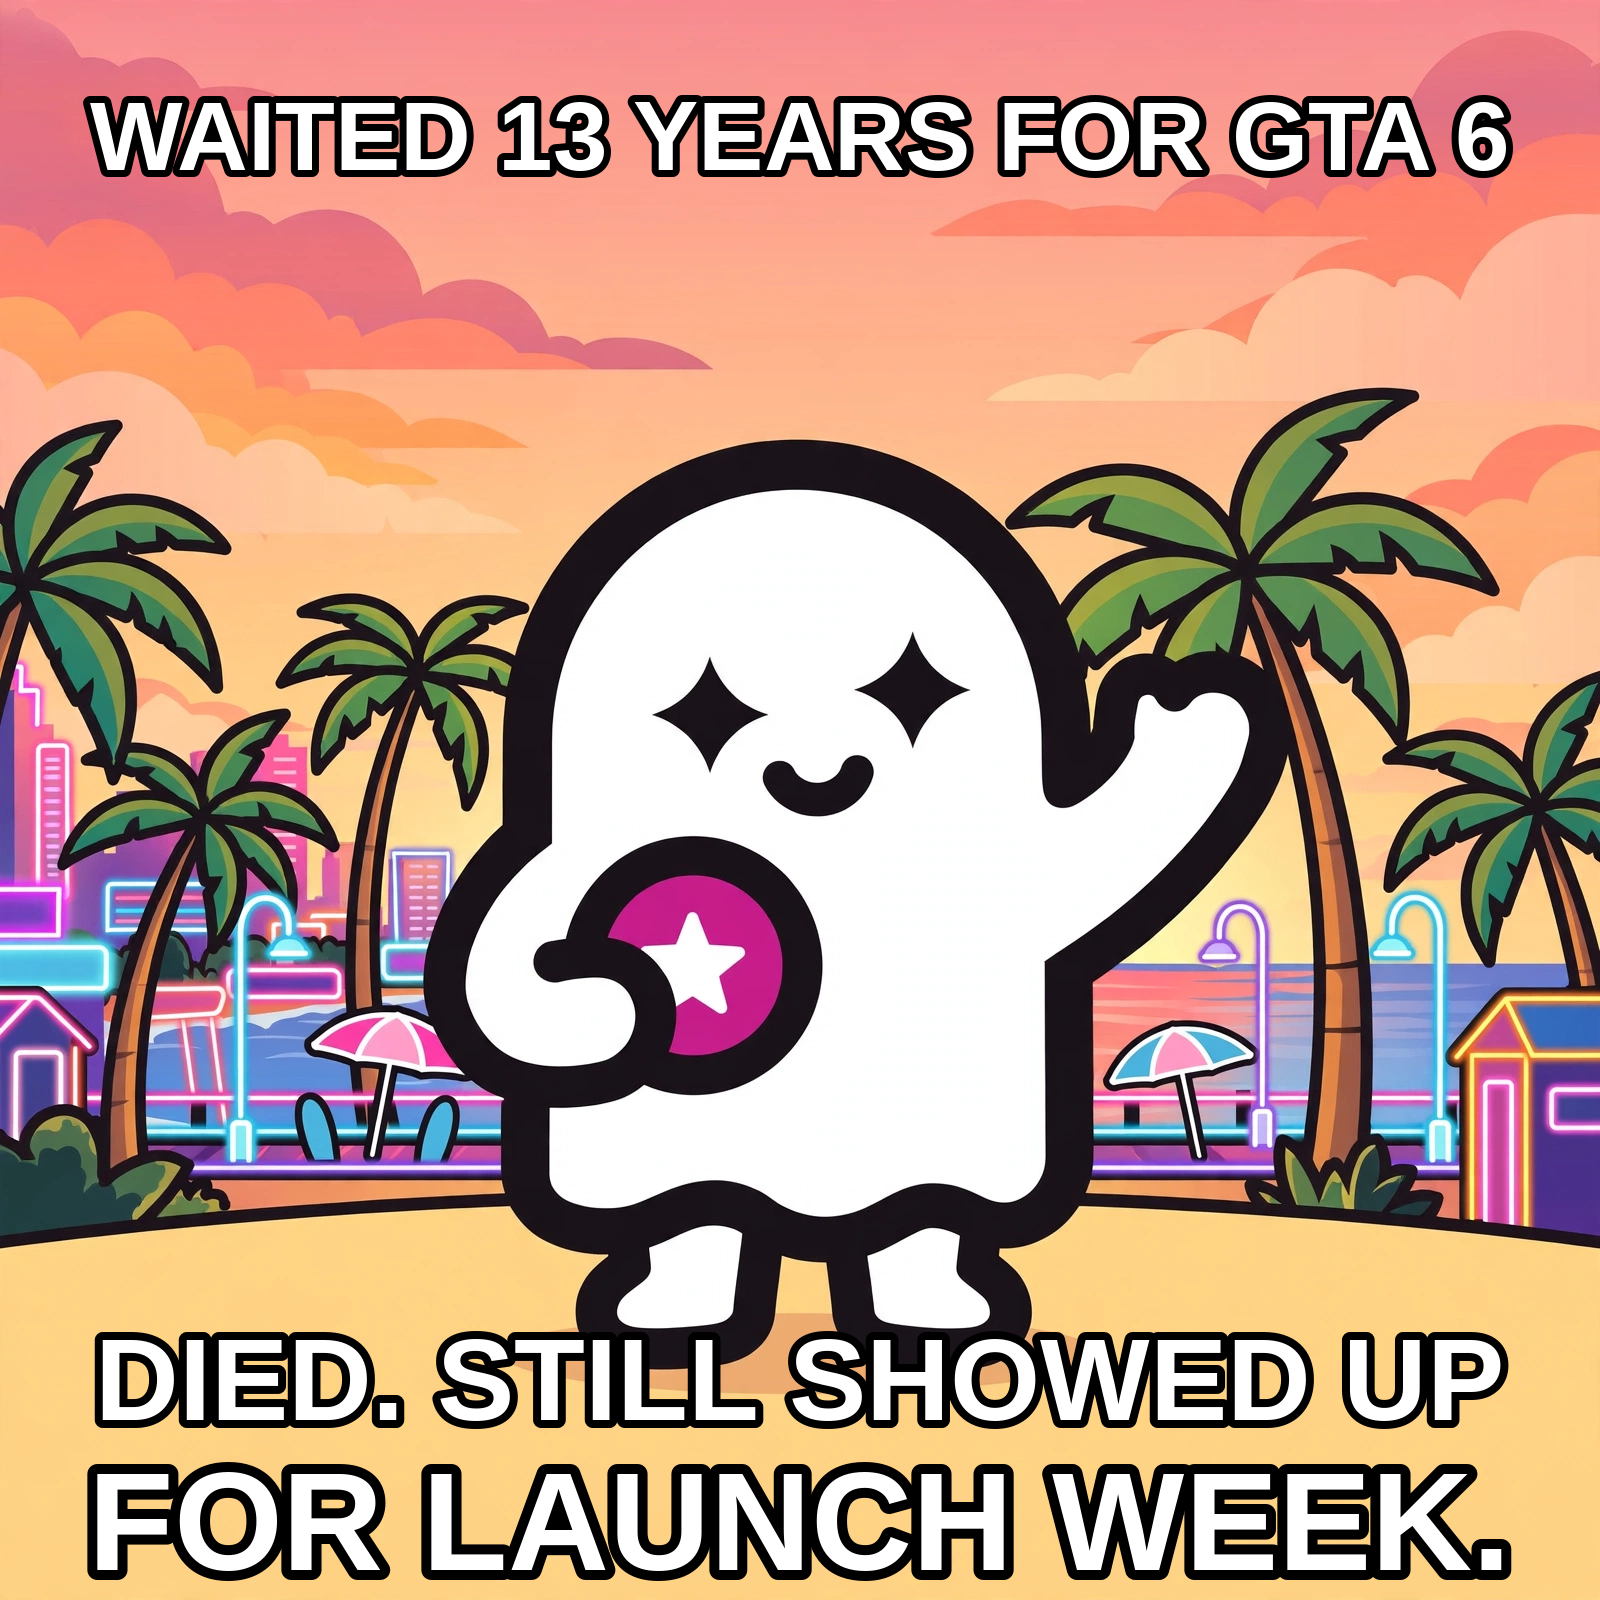 WAITED 13 YEARS FOR GTA 6
DIED. STILL SHOWED UP
FOR LAUNCH WEEK.